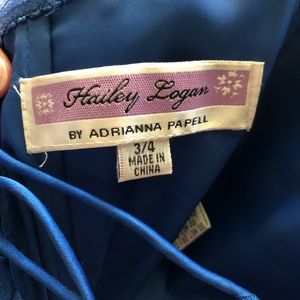 Hailey Logan
BY ADRIANNA PAPELL
3/4
MADE IN
CHINA